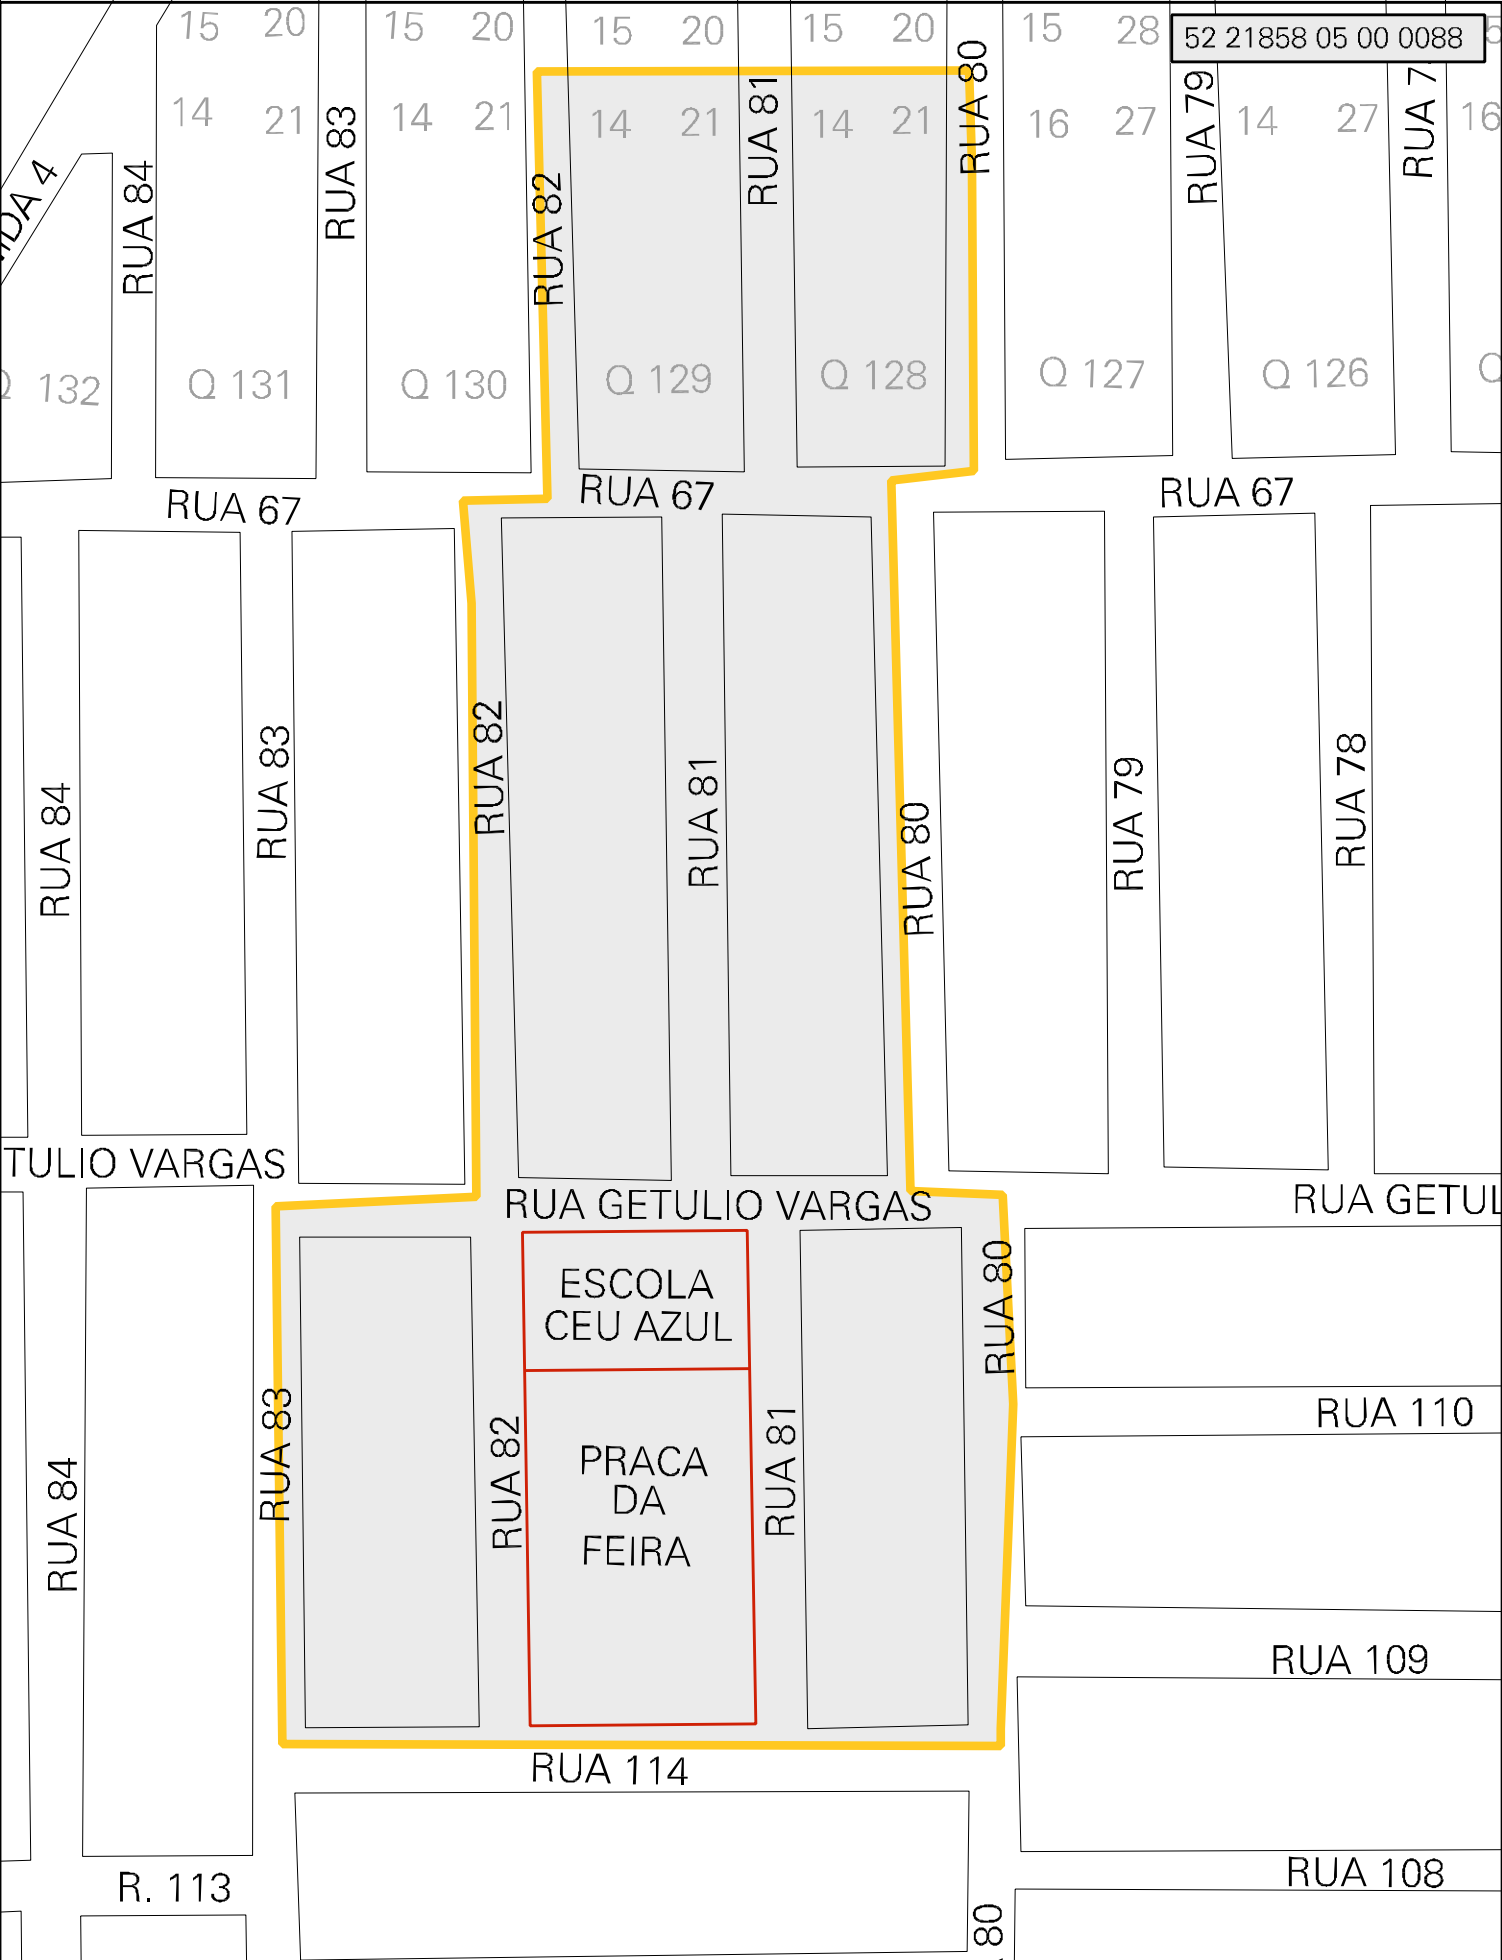 15 20 15 20 15 20 15 20 15 28
52 21858 05 00 0088
14 21 14 21 14 21 14 21 16 27 14 27 16
RUA 84
RUA 83
RUA 82
RUA 81
RUA 80
RUA 79
132 Q 131 Q 130 Q 129 Q 128 Q 127 Q 126
RUA 67 RUA 67 RUA 67
RUA 84
RUA 83
RUA 82
RUA 81
RUA 80
RUA 79
RUA 78
TULIO VARGAS RUA GETULIO VARGAS RUA GETUL
ESCOLA
CEU AZUL
PRACA
DA
FEIRA
RUA 84
RUA 83
RUA 82
RUA 81
RUA 80
RUA 110
RUA 109
RUA 114
R. 113
RUA 108
80